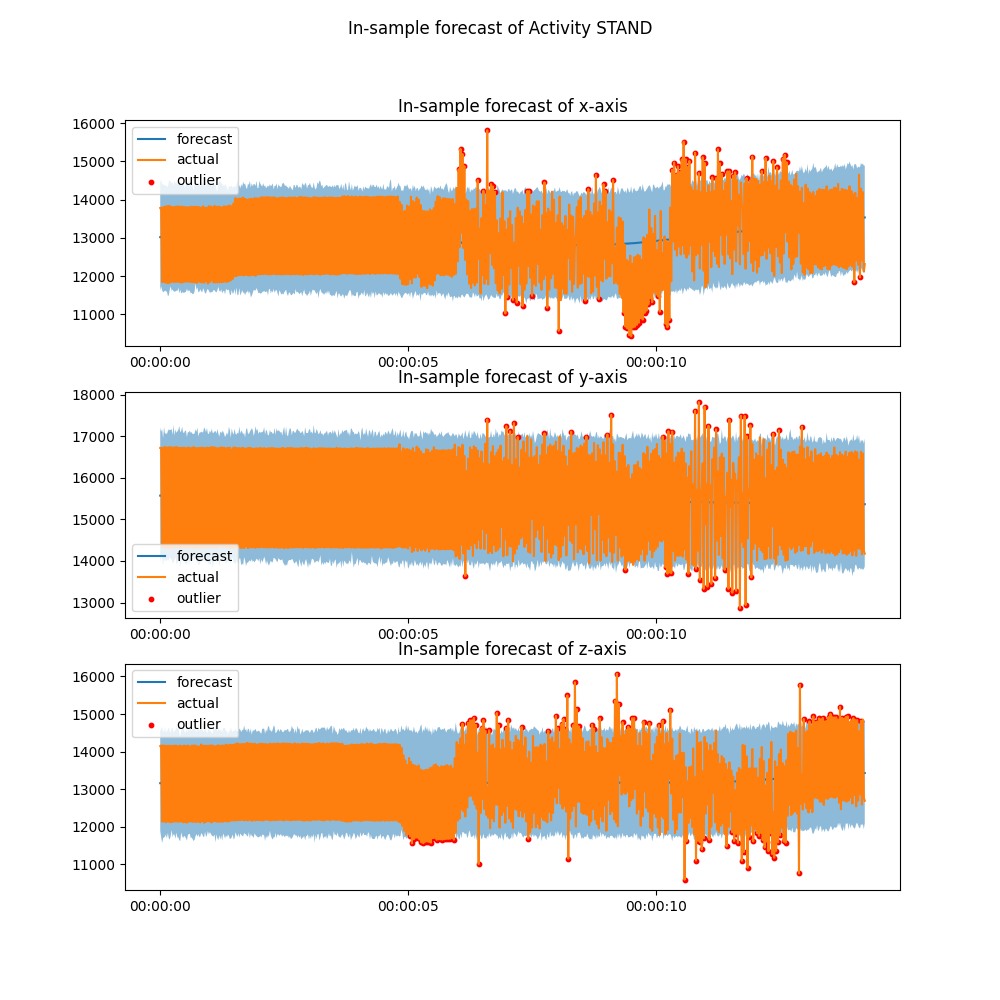 In-sample forecast of Activity STAND
In-sample forecast of x-axis
16000
15000
14000
13000
12000
11000
forecast
actual
outlier
00:00:00 00:00:05 00:00:10
In-sample forecast of y-axis
18000
17000
16000
15000
14000
13000
forecast
actual
outlier
00:00:00 00:00:05 00:00:10
In-sample forecast of z-axis
16000
15000
14000
13000
12000
11000
forecast
actual
outlier
00:00:00 00:00:05 00:00:10